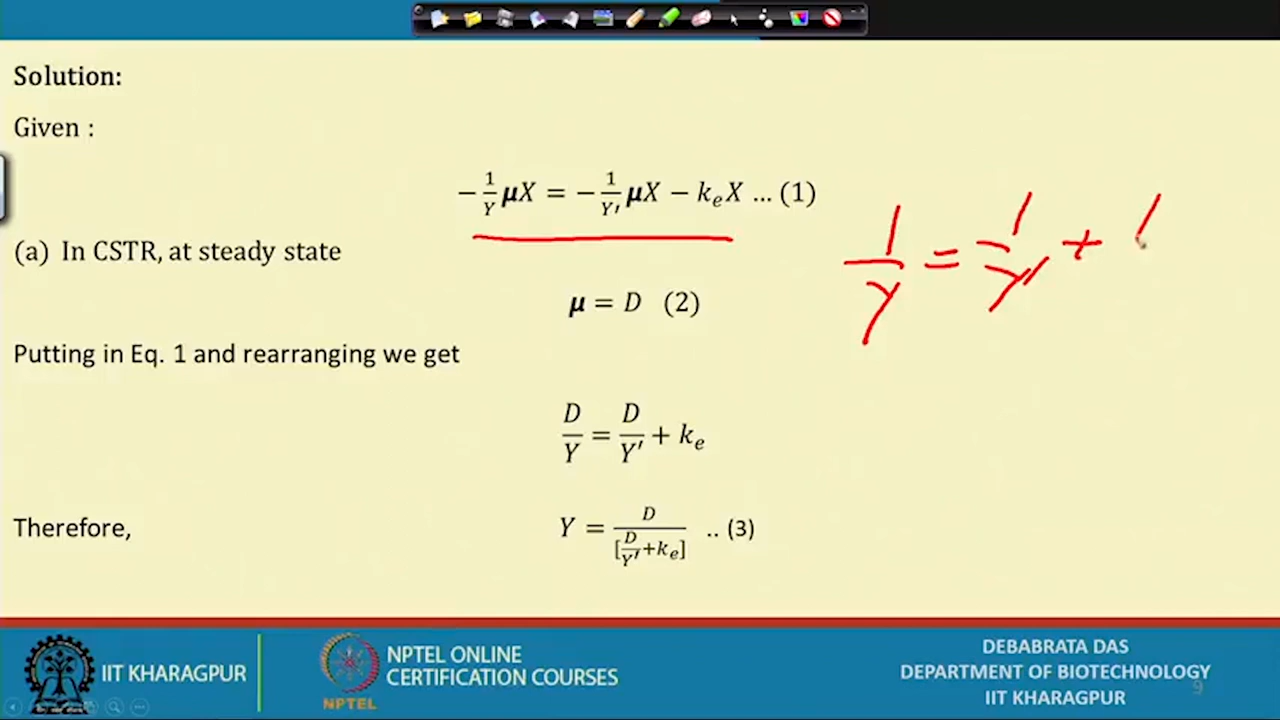 Solution:
Given :
−1/Y μX = −1/Y′ μX − kₑX ... (1)
1/Y = 1/Y′ +
(a) In CSTR, at steady state
μ = D (2)
Putting in Eq. 1 and rearranging we get
D/Y = D/Y′ + kₑ
Therefore, Y = D/[D/Y′+kₑ] .. (3)
IIT KHARAGPUR
NPTEL
NPTEL ONLINE
CERTIFICATION COURSES
DEBABRATA DAS
DEPARTMENT OF BIOTECHNOLOGY
IIT KHARAGPUR
9